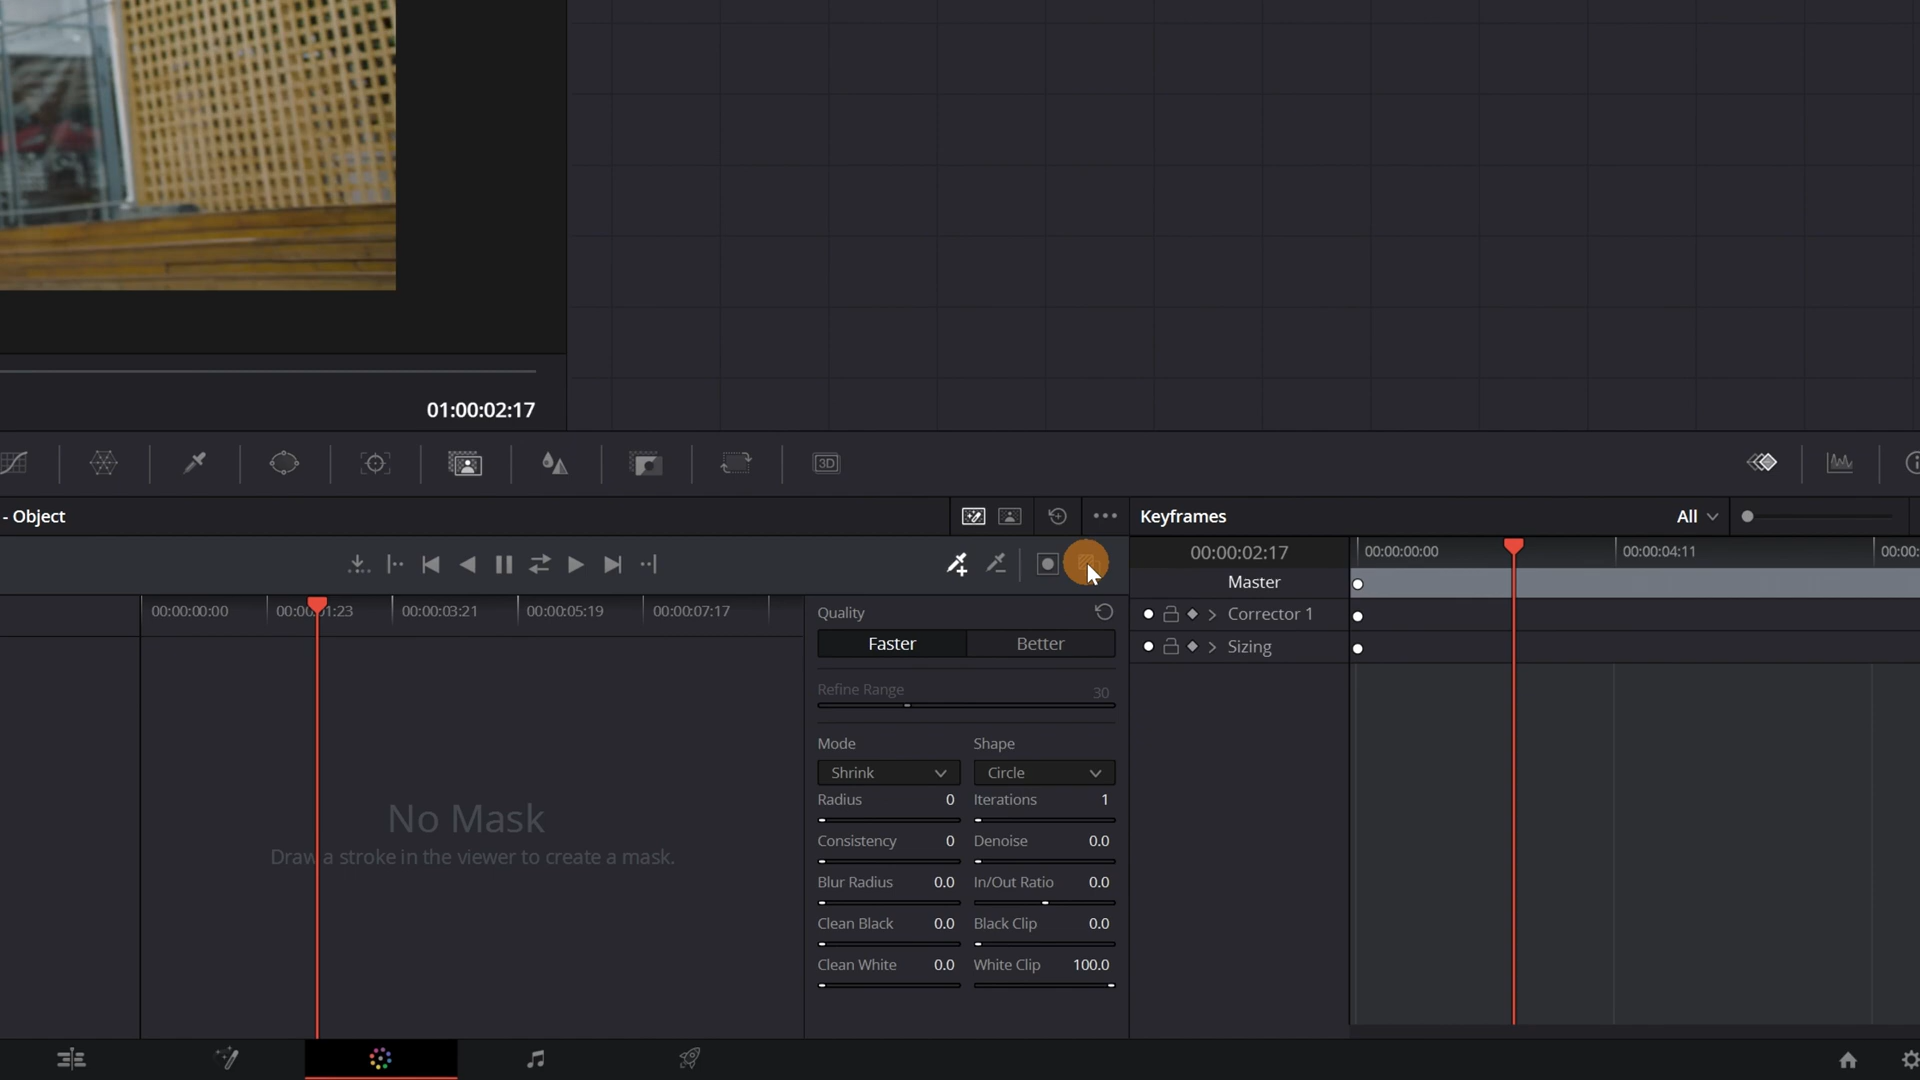 01:00:02:17
3D
- Object
Keyframes
All
00:00:02:17
00:00:00:00
00:00:04:11
00:00:
Master
00:00:00:00
:23
00:00:03:21
00:00:05:19
00:00:07:17
Quality
Corrector 1
Faster
Better
Sizing
Refine Range
30
Mode
Shape
Shrink
Circle
Radius
0
Iterations
1
No Mask
Draw a stroke in the viewer to create a mask.
Consistency
0
Denoise
0.0
Blur Radius
0.0
In/Out Ratio
0.0
Clean Black
0.0
Black Clip
0.0
Clean White
0.0
White Clip
100.0